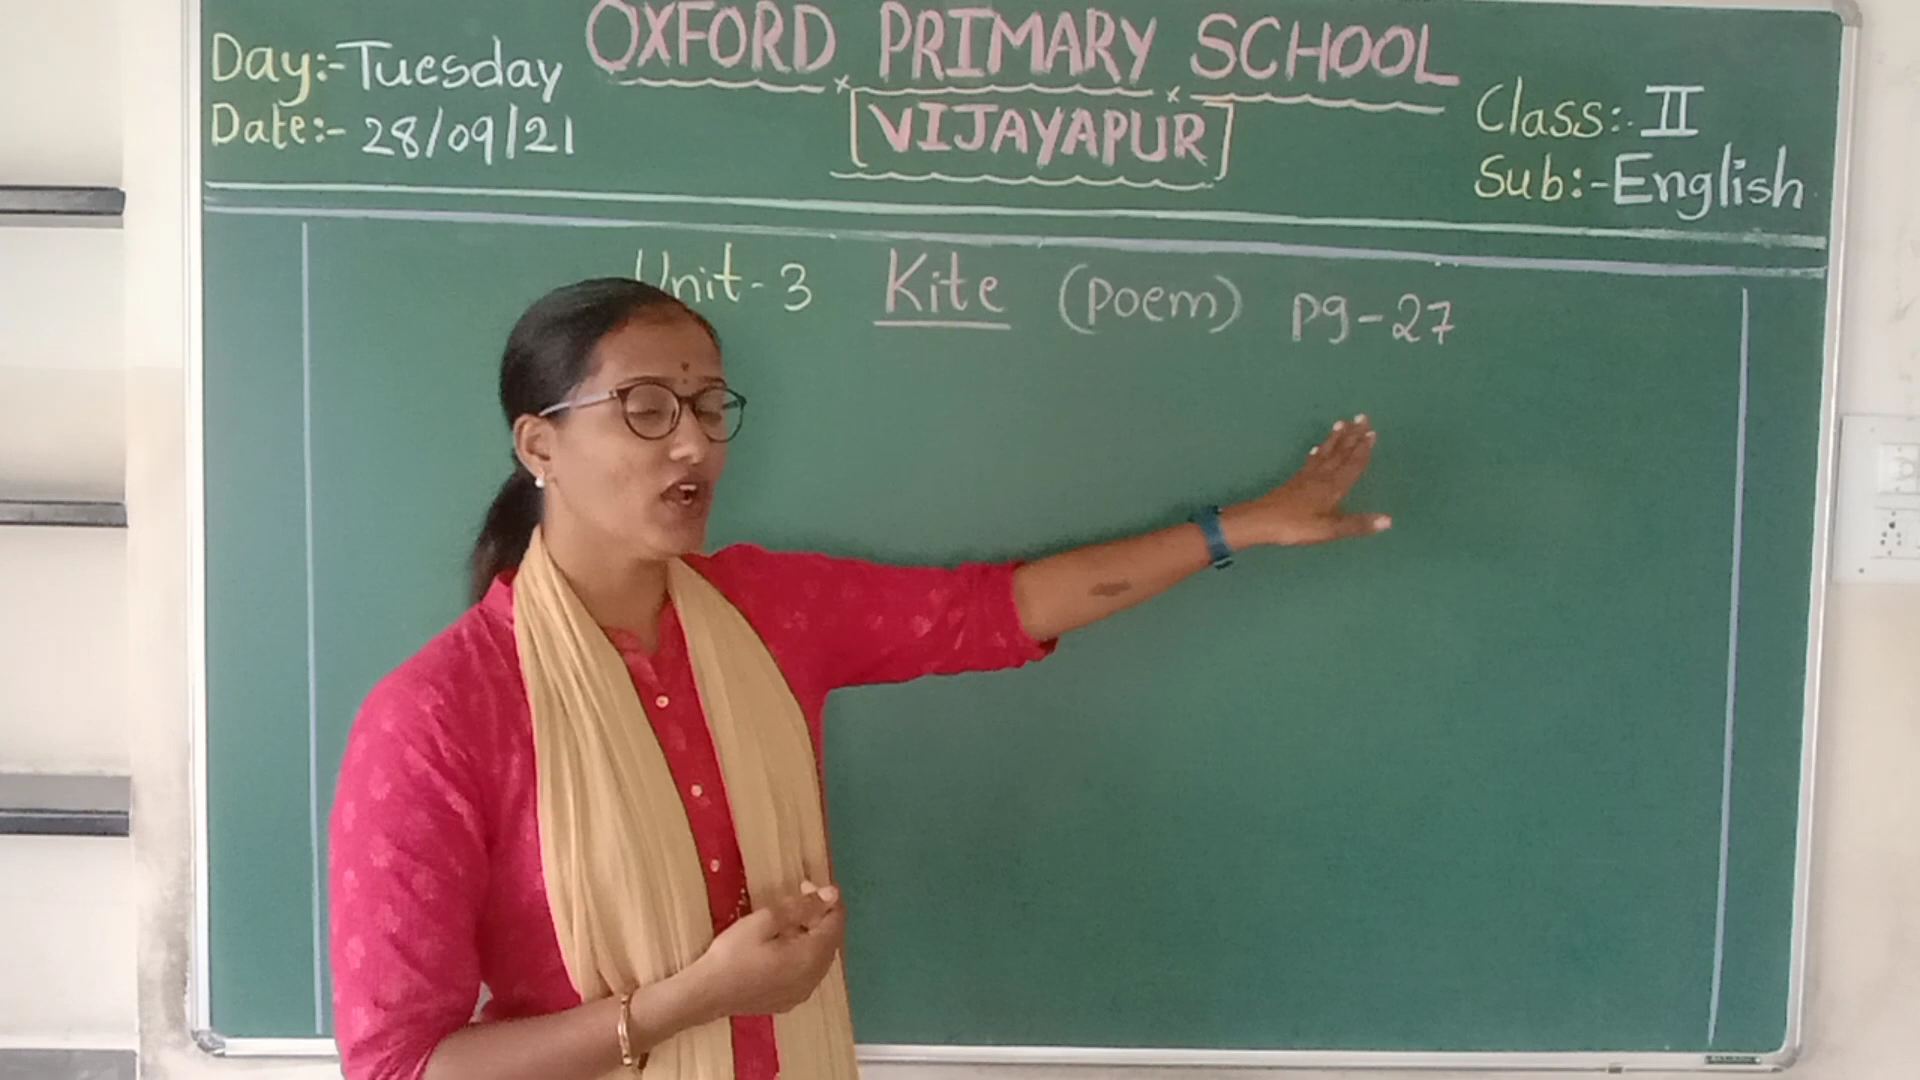 OXFORD PRIMARY SCHOOL
[VIJAYAPUR]
Day:-Tuesday
Date:- 28/09/21
Class:- II
Sub:-English
Unit-3 Kite (poem) pg-27